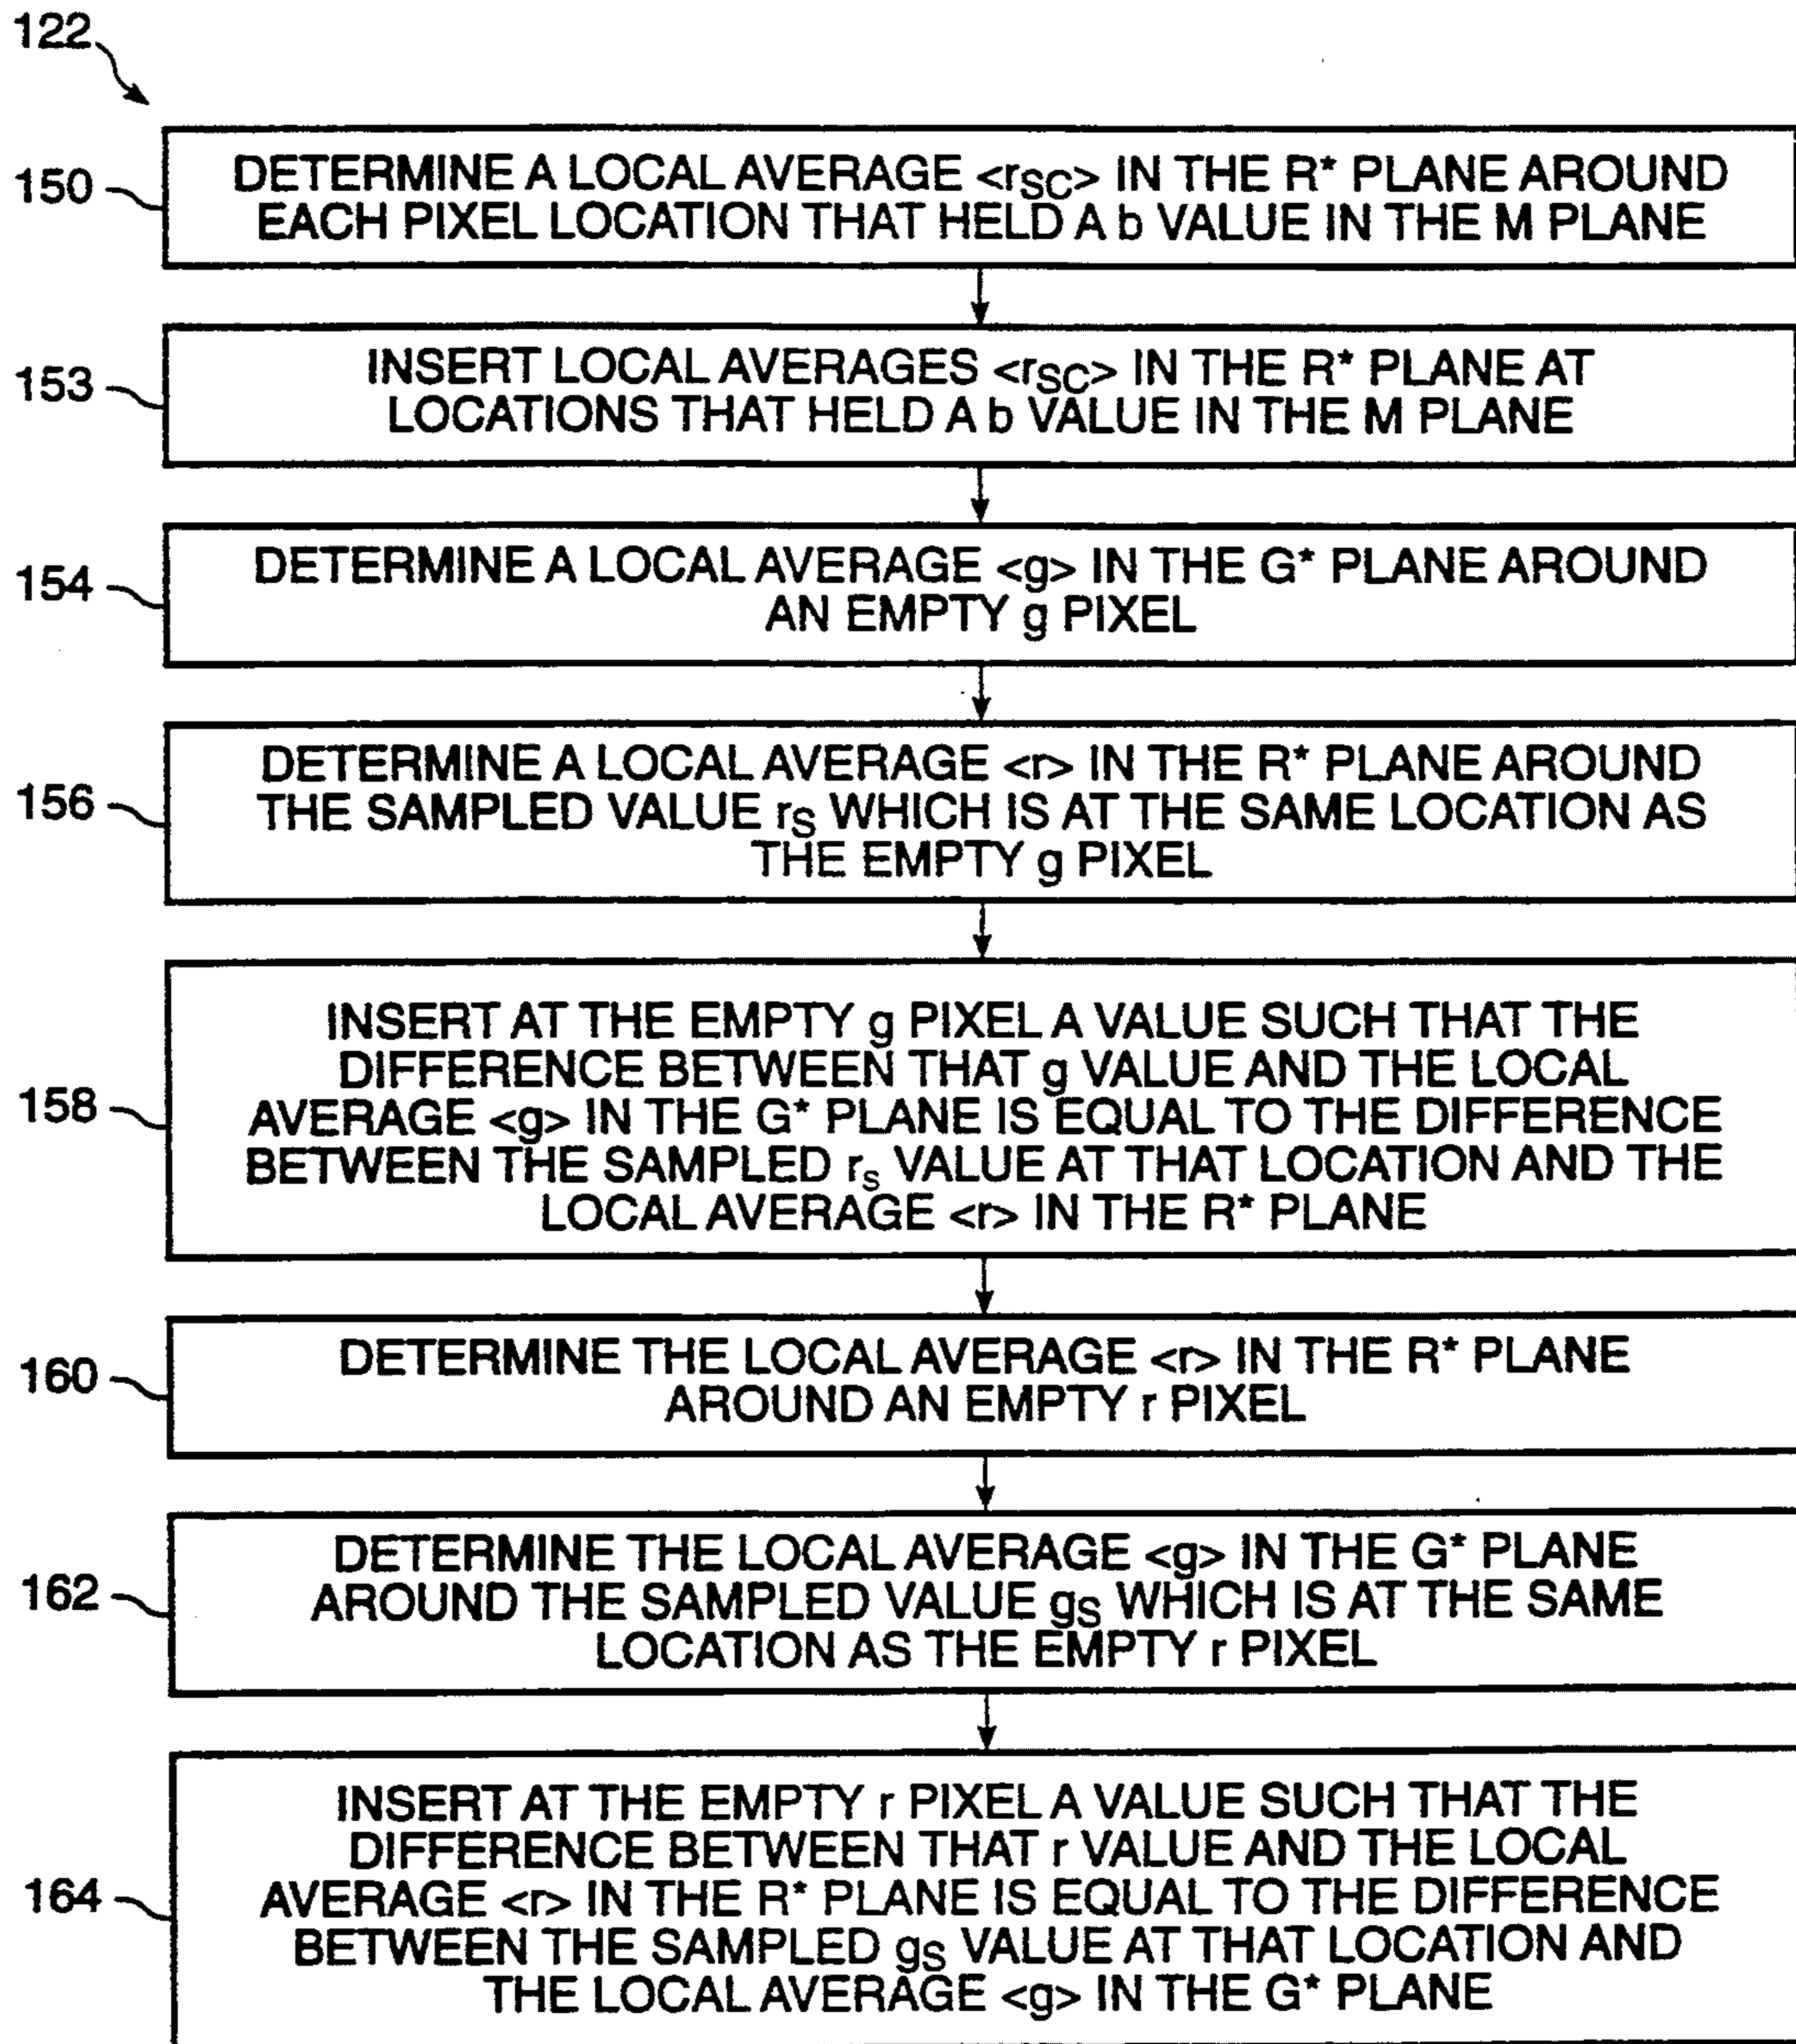 122
150
DETERMINE A LOCAL AVERAGE <rSC> IN THE R* PLANE AROUND
EACH PIXEL LOCATION THAT HELD A b VALUE IN THE M PLANE
153
INSERT LOCAL AVERAGES <rSC> IN THE R* PLANE AT
LOCATIONS THAT HELD A b VALUE IN THE M PLANE
154
DETERMINE A LOCAL AVERAGE <g> IN THE G* PLANE AROUND
AN EMPTY g PIXEL
156
DETERMINE A LOCAL AVERAGE <r> IN THE R* PLANE AROUND
THE SAMPLED VALUE rS WHICH IS AT THE SAME LOCATION AS
THE EMPTY g PIXEL
158
INSERT AT THE EMPTY g PIXEL A VALUE SUCH THAT THE
DIFFERENCE BETWEEN THAT g VALUE AND THE LOCAL
AVERAGE <g> IN THE G* PLANE IS EQUAL TO THE DIFFERENCE
BETWEEN THE SAMPLED rs VALUE AT THAT LOCATION AND THE
LOCAL AVERAGE <r> IN THE R* PLANE
160
DETERMINE THE LOCAL AVERAGE <r> IN THE R* PLANE
AROUND AN EMPTY r PIXEL
162
DETERMINE THE LOCAL AVERAGE <g> IN THE G* PLANE
AROUND THE SAMPLED VALUE gS WHICH IS AT THE SAME
LOCATION AS THE EMPTY r PIXEL
164
INSERT AT THE EMPTY r PIXEL A VALUE SUCH THAT THE
DIFFERENCE BETWEEN THAT r VALUE AND THE LOCAL
AVERAGE <r> IN THE R* PLANE IS EQUAL TO THE DIFFERENCE
BETWEEN THE SAMPLED gS VALUE AT THAT LOCATION AND
THE LOCAL AVERAGE <g> IN THE G* PLANE